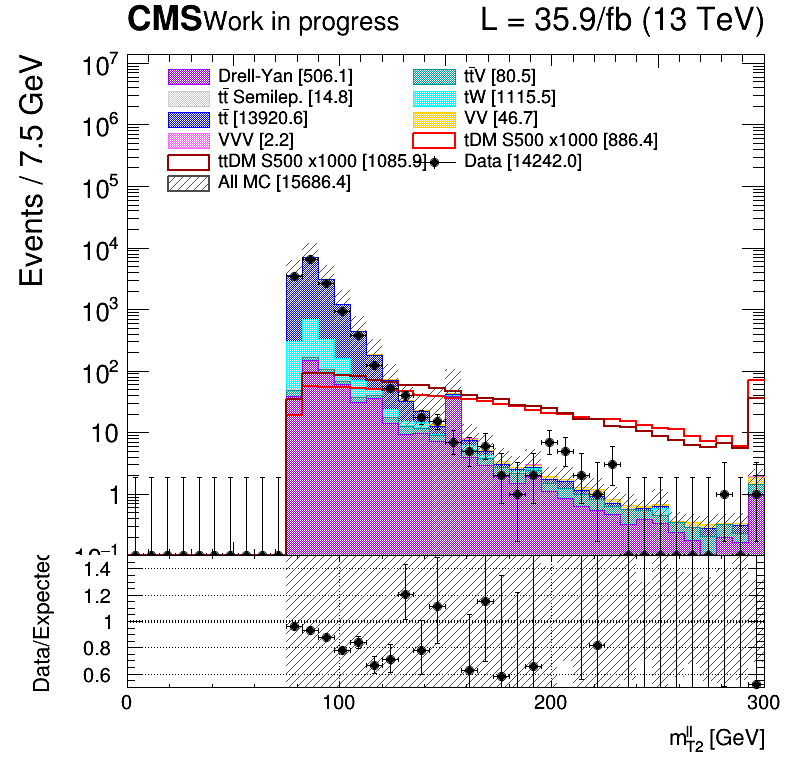 CMS Work in progress L = 35.9/fb (13 TeV)
Events / 7.5 GeV
10⁷
10⁶
10⁵
10⁴
10³
10²
10
1
10⁻¹
Drell-Yan [506.1] tt̄V [80.5]
tt̄ Semilep. [14.8] tW [1115.5]
tt̄ [13920.6] VV [46.7]
VVV [2.2] tDM S500 x1000 [886.4]
ttDM S500 x1000 [1085.9] Data [14242.0]
All MC [15686.4]
Data/Expected
1.4
1.2
1
0.8
0.6
0 100 200 300
m_T2^ll [GeV]